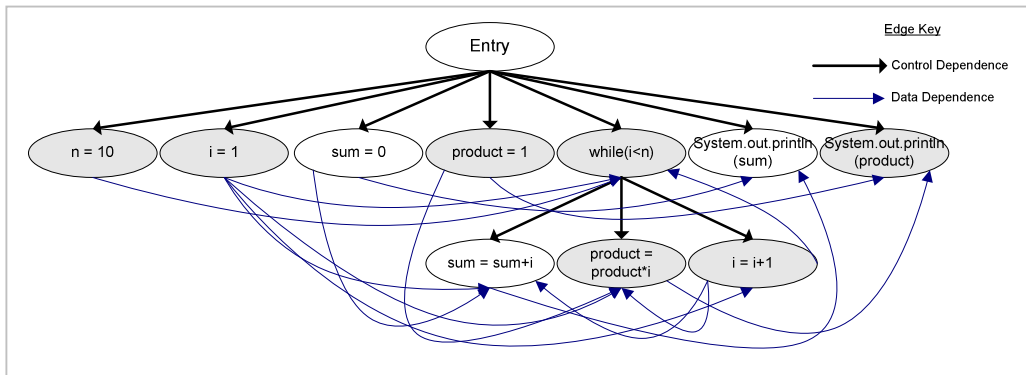 Entry
Edge Key
Control Dependence
Data Dependence
n = 10
i = 1
sum = 0
product = 1
while(i<n)
System.out.println
(sum)
System.out.println
(product)
sum = sum+i
product =
product*i
i = i+1